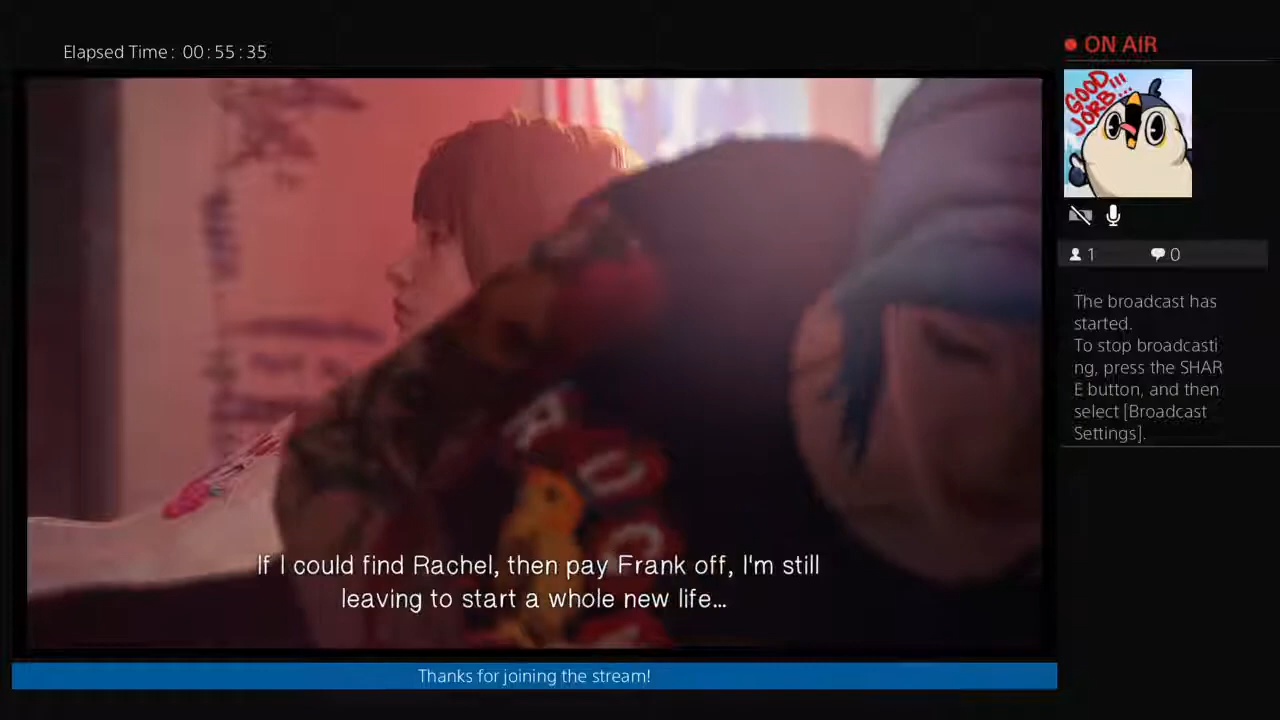 Elapsed Time: 00:55:35
ON AIR
GOOD
JORB!!!...
1
0
The broadcast has
started.
To stop broadcasti
ng, press the SHAR
E button, and then
select [Broadcast
Settings].
If I could find Rachel, then pay Frank off, I'm still
leaving to start a whole new life...
Thanks for joining the stream!